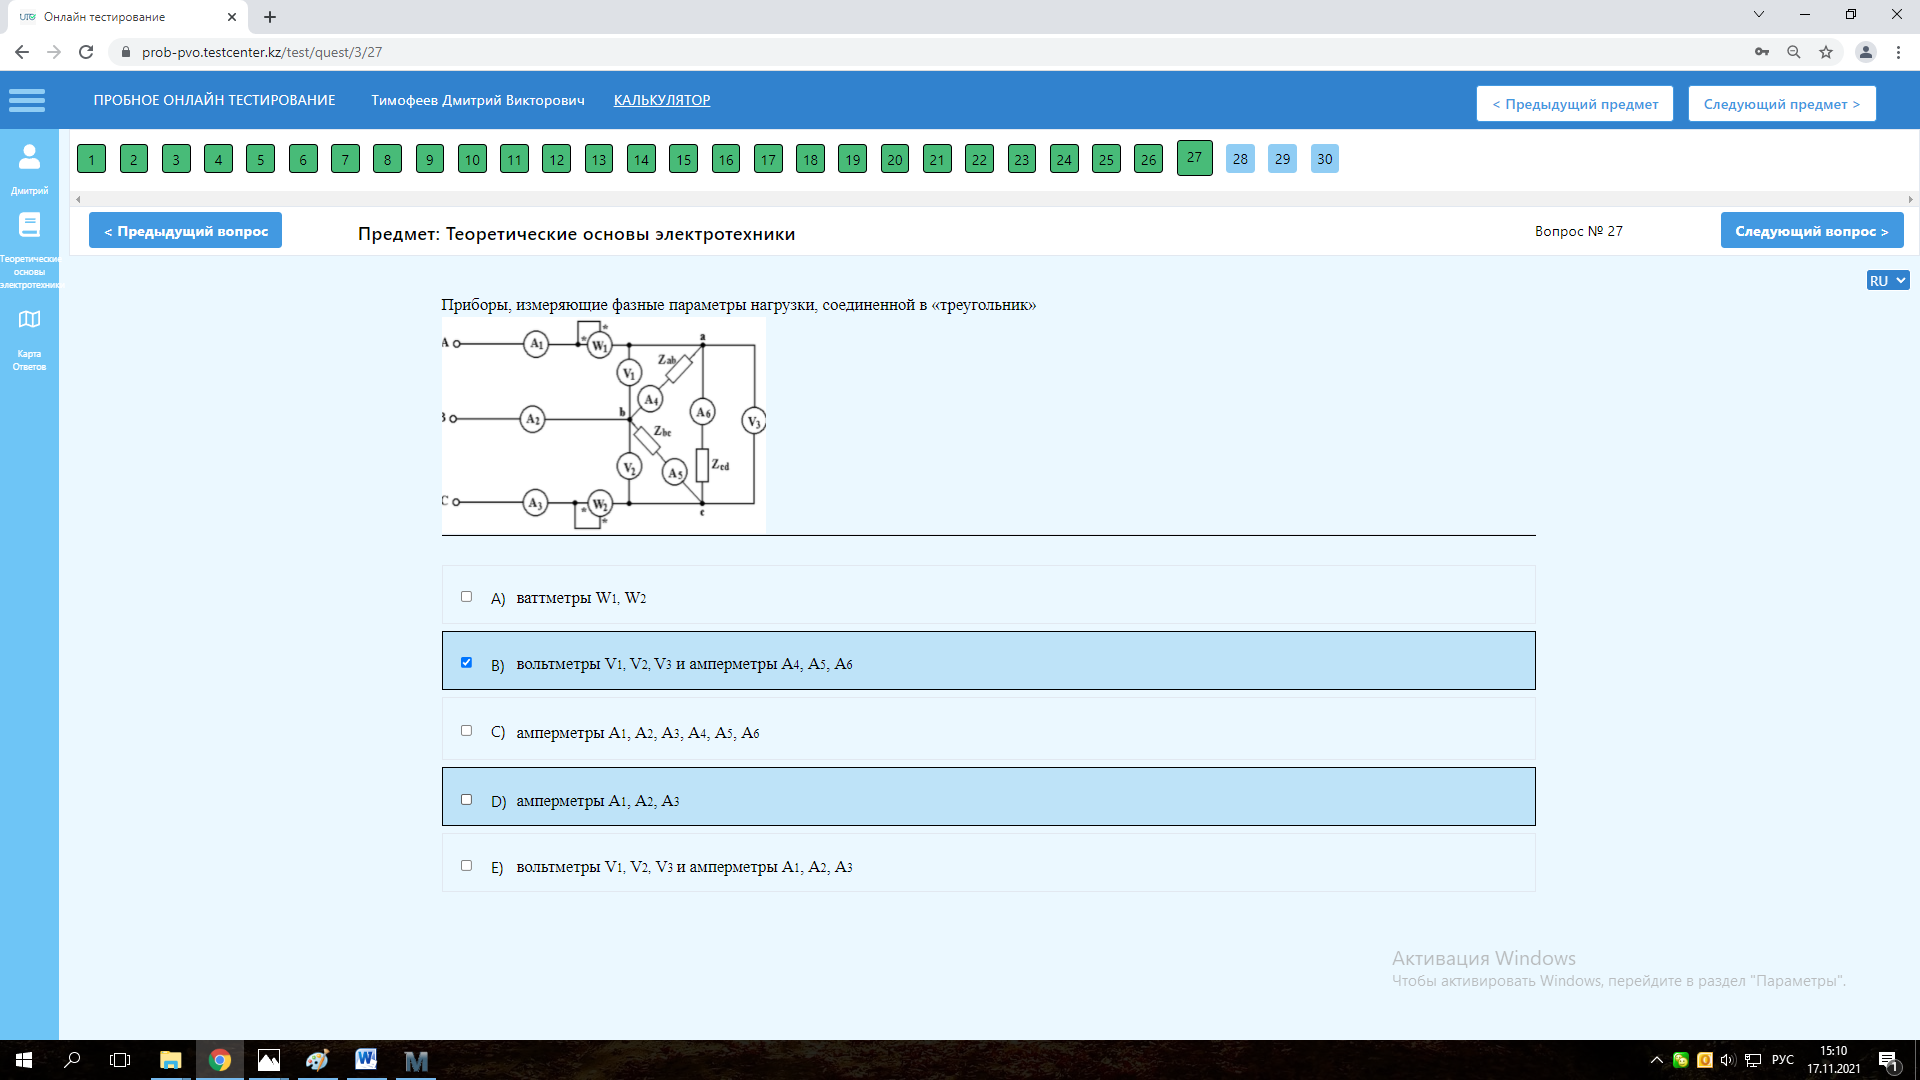 Онлайн тестирование
prob-pvo.testcenter.kz/test/quest/3/27
ПРОБНОЕ ОНЛАЙН ТЕСТИРОВАНИЕ Тимофеев Дмитрий Викторович КАЛЬКУЛЯТОР < Предыдущий предмет Следующий предмет >
1 2 3 4 5 6 7 8 9 10 11 12 13 14 15 16 17 18 19 20 21 22 23 24 25 26 27 28 29 30
Дмитрий
Теоретические
основы
электротехники
Карта
Ответов
< Предыдущий вопрос Предмет: Теоретические основы электротехники Вопрос № 27 Следующий вопрос >
RU
Приборы, измеряющие фазные параметры нагрузки, соединенной в «треугольник»
A A1 * * W1 a
V1 Zab A4
B A2 b A6 V3
Zbc
V2 A5 Zcd
C A3 * * W2 c
A) ваттметры W1, W2
B) вольтметры V1, V2, V3 и амперметры A4, A5, A6
C) амперметры A1, A2, A3, A4, A5, A6
D) амперметры A1, A2, A3
E) вольтметры V1, V2, V3 и амперметры A1, A2, A3
Активация Windows
Чтобы активировать Windows, перейдите в раздел "Параметры".
РУС
15:10
17.11.2021
1